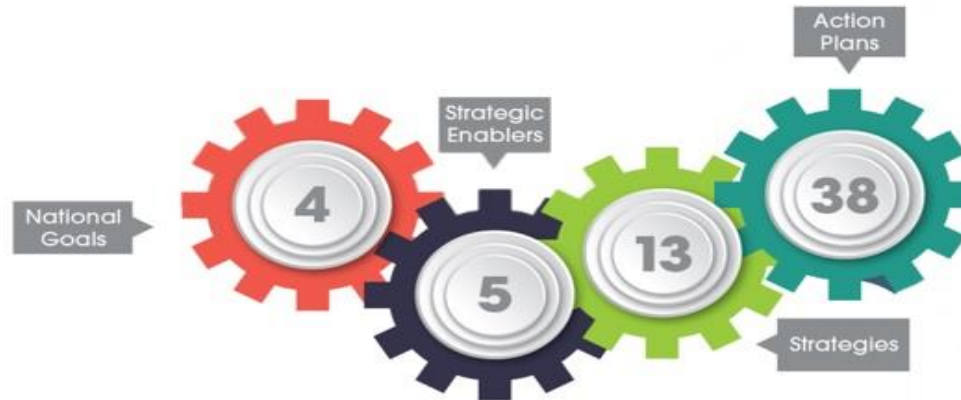 National
Goals
4
Strategic
Enablers
5
13
Strategies
Action
Plans
38